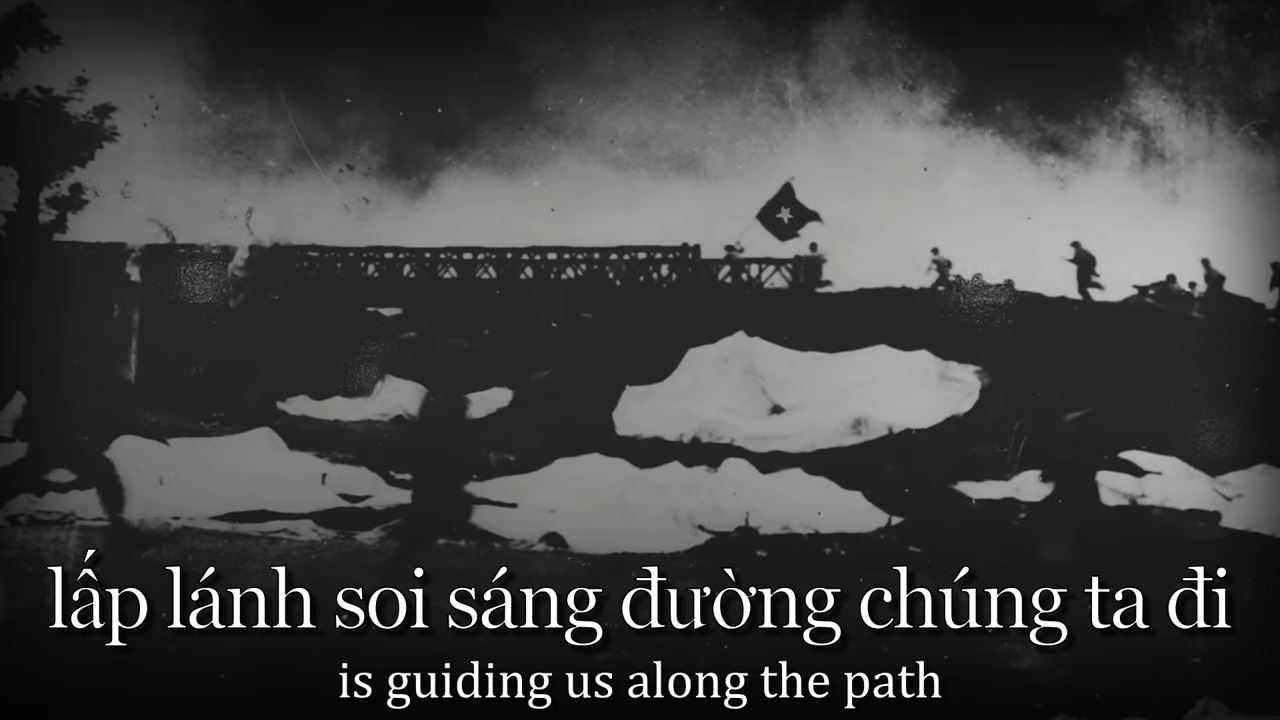 lấp lánh soi sáng đường chúng ta đi
is guiding us along the path